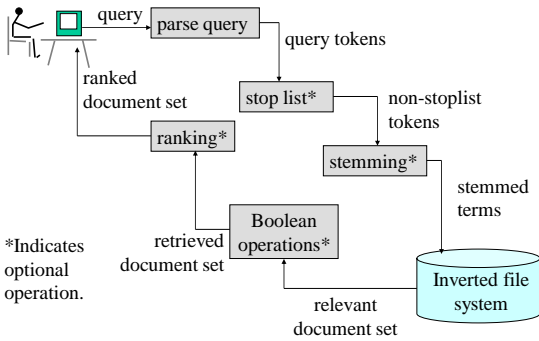 query
parse query
query tokens
ranked
document set
stop list*
non-stoplist
tokens
ranking*
stemming*
stemmed
terms
Boolean
operations*
retrieved
document set
*Indicates
optional
operation.
Inverted file
system
relevant
document set